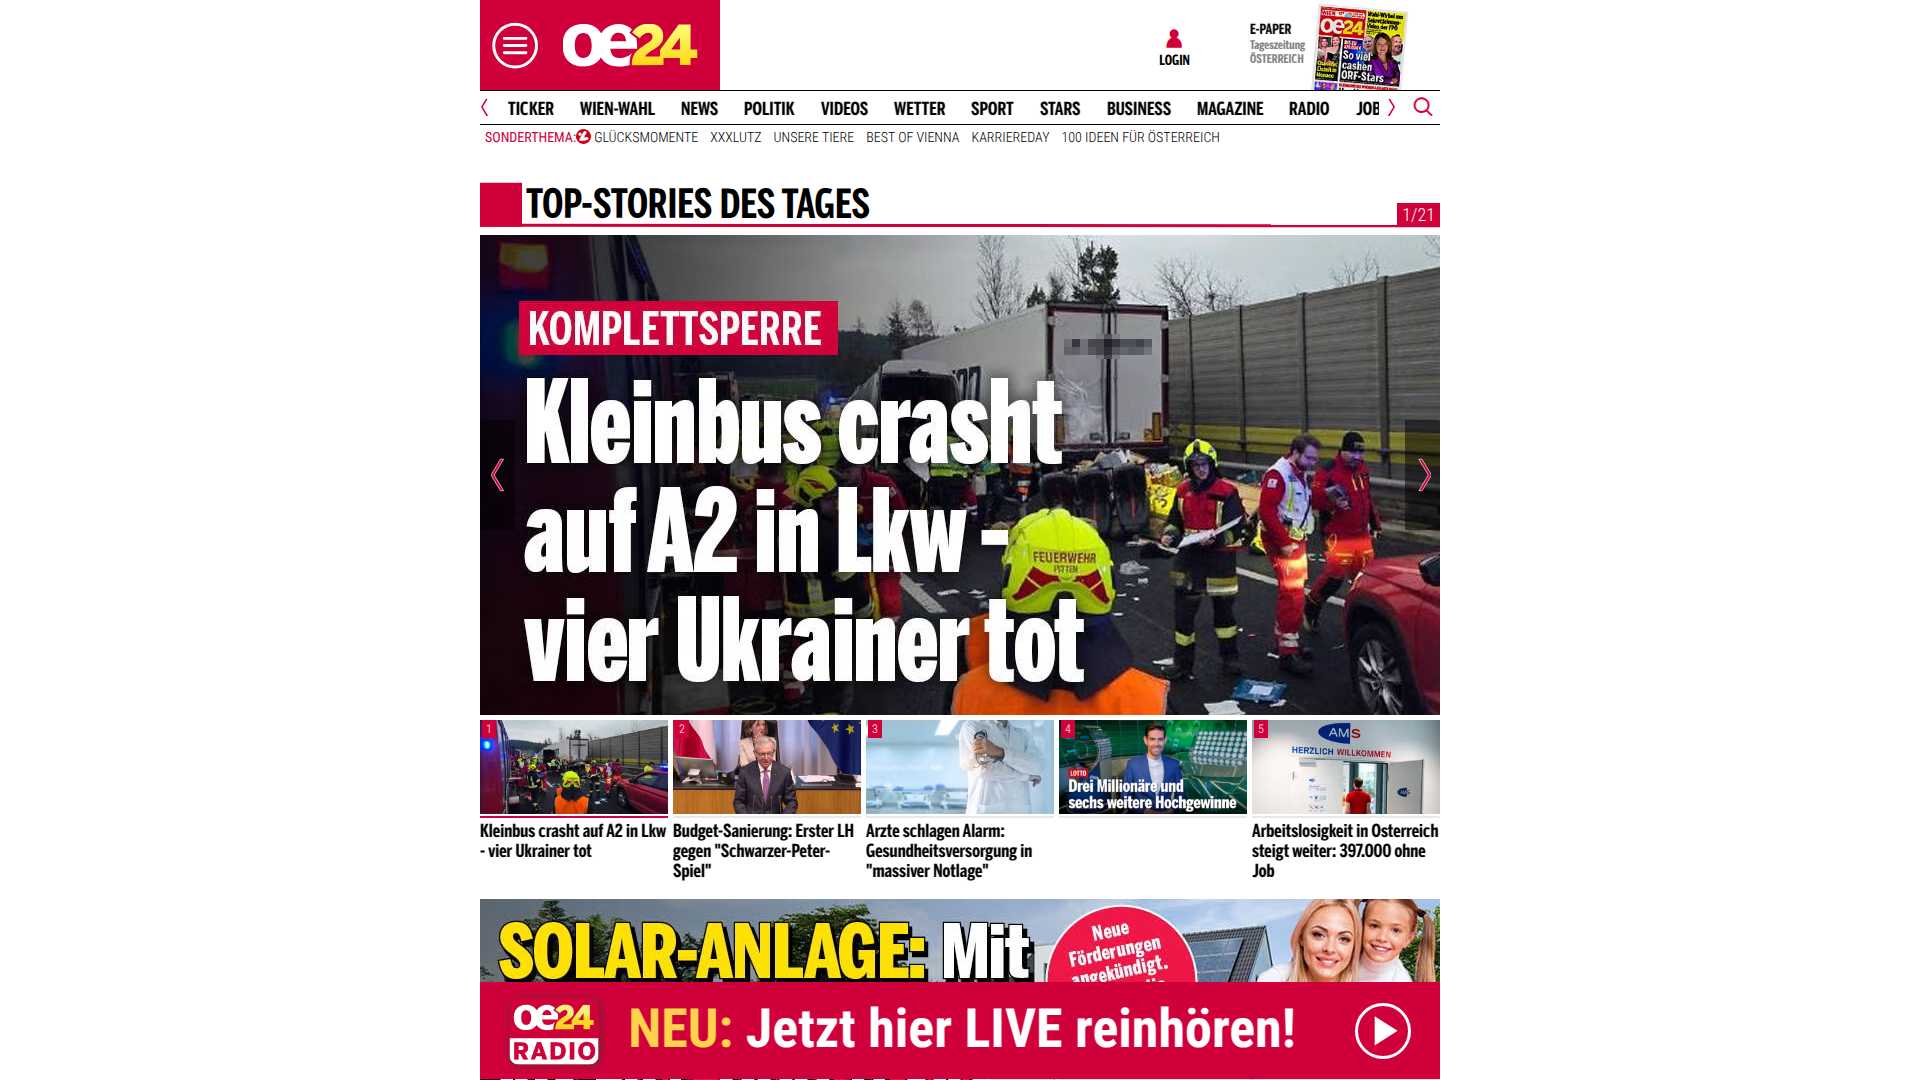 oe24
LOGIN
E-PAPER
Tageszeitung
ÖSTERREICH
oe24
So viel
cashen
ORF-Stars
TICKER WIEN-WAHL NEWS POLITIK VIDEOS WETTER SPORT STARS BUSINESS MAGAZINE RADIO JOB
SONDERTHEMA: GLÜCKSMOMENTE XXXLUTZ UNSERE TIERE BEST OF VIENNA KARRIEREDAY 100 IDEEN FÜR ÖSTERREICH
TOP-STORIES DES TAGES
1/21
KOMPLETTSPERRE
Kleinbus crasht
auf A2 in Lkw -
vier Ukrainer tot
FEUERWEHR
PITTEN
1
2
3
4
5
LOTTO
Drei Millionäre und
sechs weitere Hochgewinne
AMS
HERZLICH WILLKOMMEN
Kleinbus crasht auf A2 in Lkw
- vier Ukrainer tot
Budget-Sanierung: Erster LH
gegen "Schwarzer-Peter-
Spiel"
Ärzte schlagen Alarm:
Gesundheitsversorgung in
"massiver Notlage"
Arbeitslosigkeit in Österreich
steigt weiter: 397.000 ohne
Job
SOLAR-ANLAGE: Mit
Neue
Förderungen
angekündigt.
oe24
RADIO
NEU: Jetzt hier LIVE reinhören!